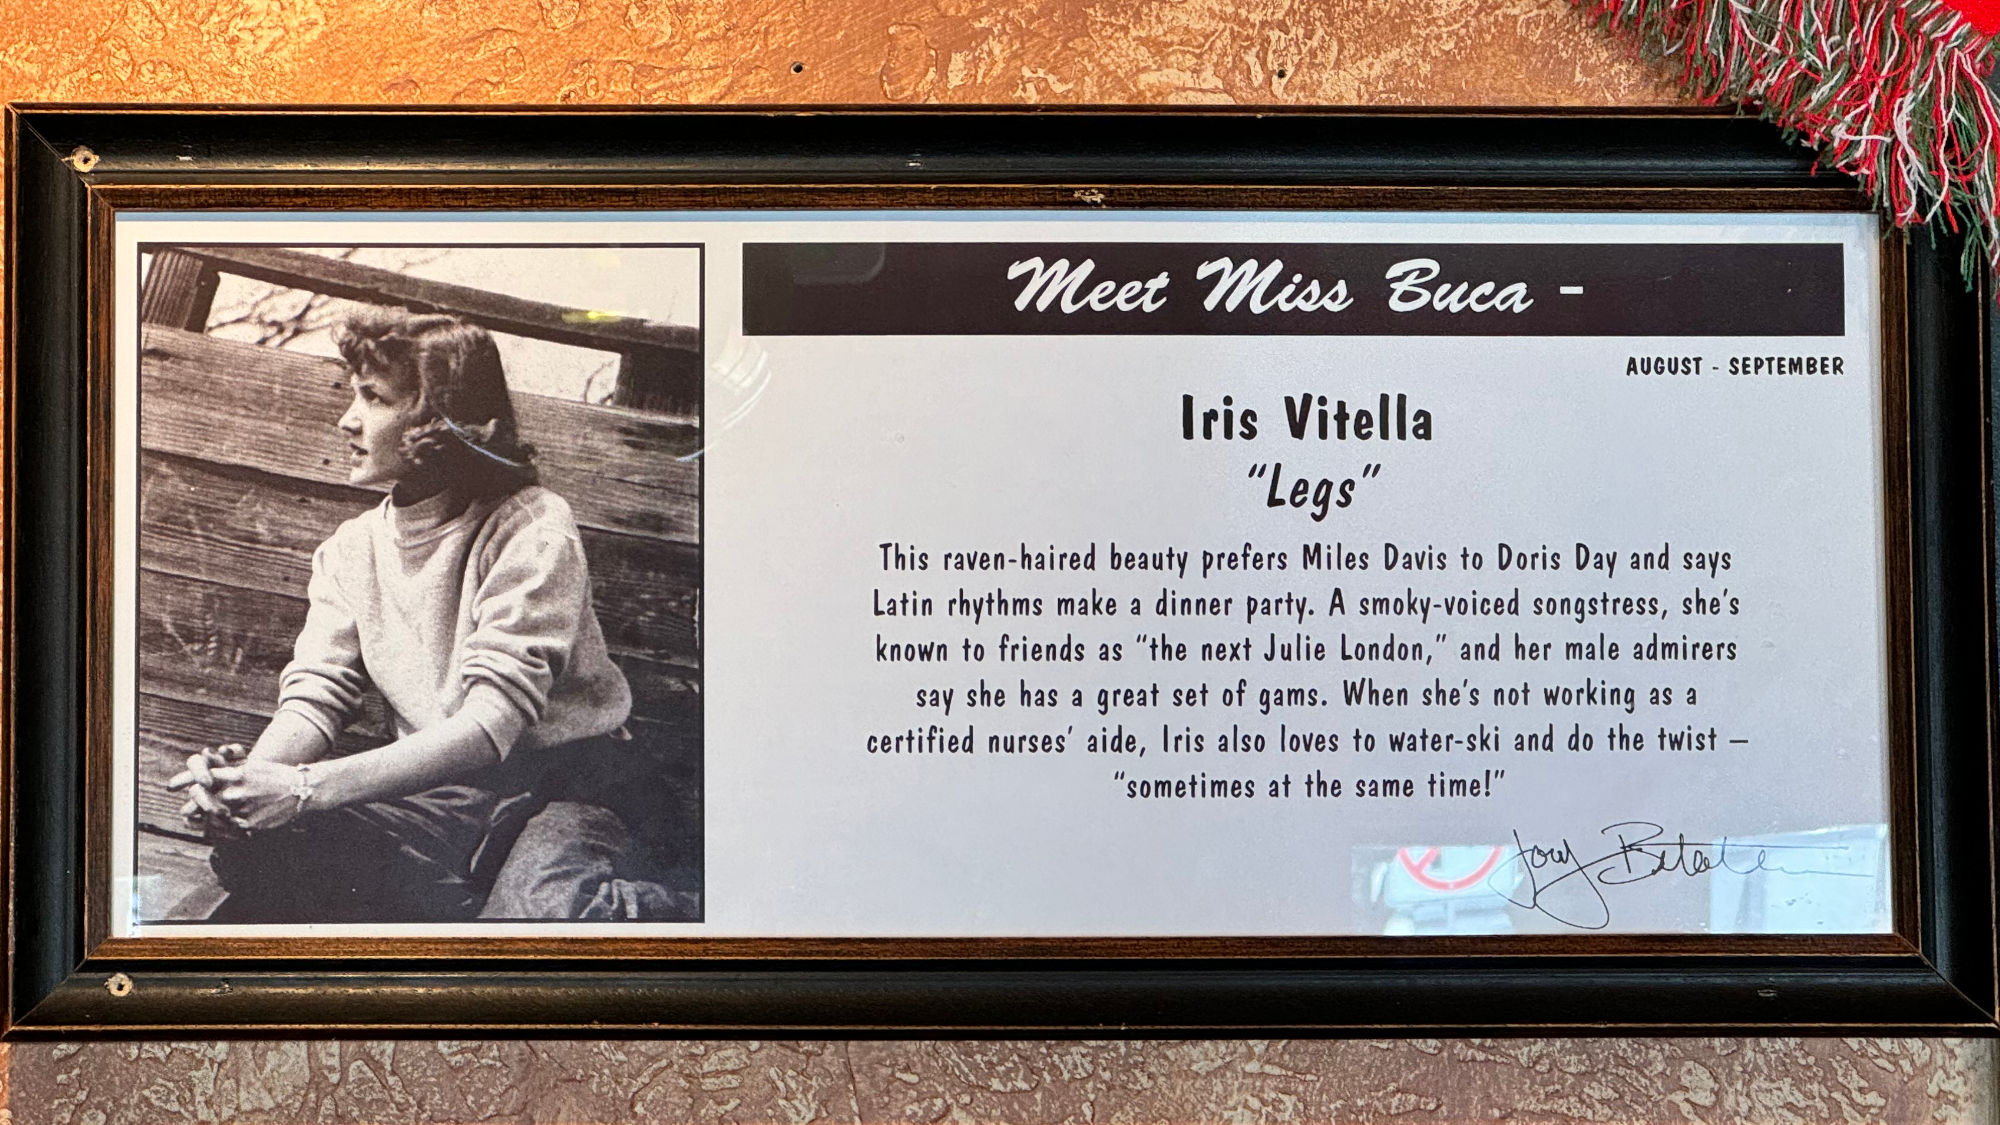 Meet Miss Buca -
AUGUST - SEPTEMBER
Iris Vitella
“Legs”
This raven-haired beauty prefers Miles Davis to Doris Day and says
Latin rhythms make a dinner party. A smoky-voiced songstress, she’s
known to friends as “the next Julie London,” and her male admirers
say she has a great set of gams. When she’s not working as a
certified nurses’ aide, Iris also loves to water-ski and do the twist —
“sometimes at the same time!”